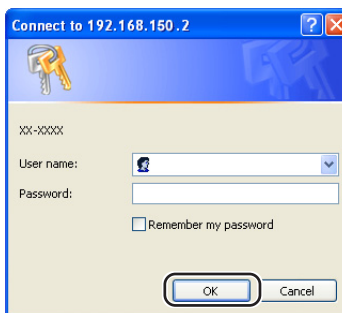 Connect to 192.168.150.2
XX-XXXX
User name:
Password:
Remember my password
OK Cancel